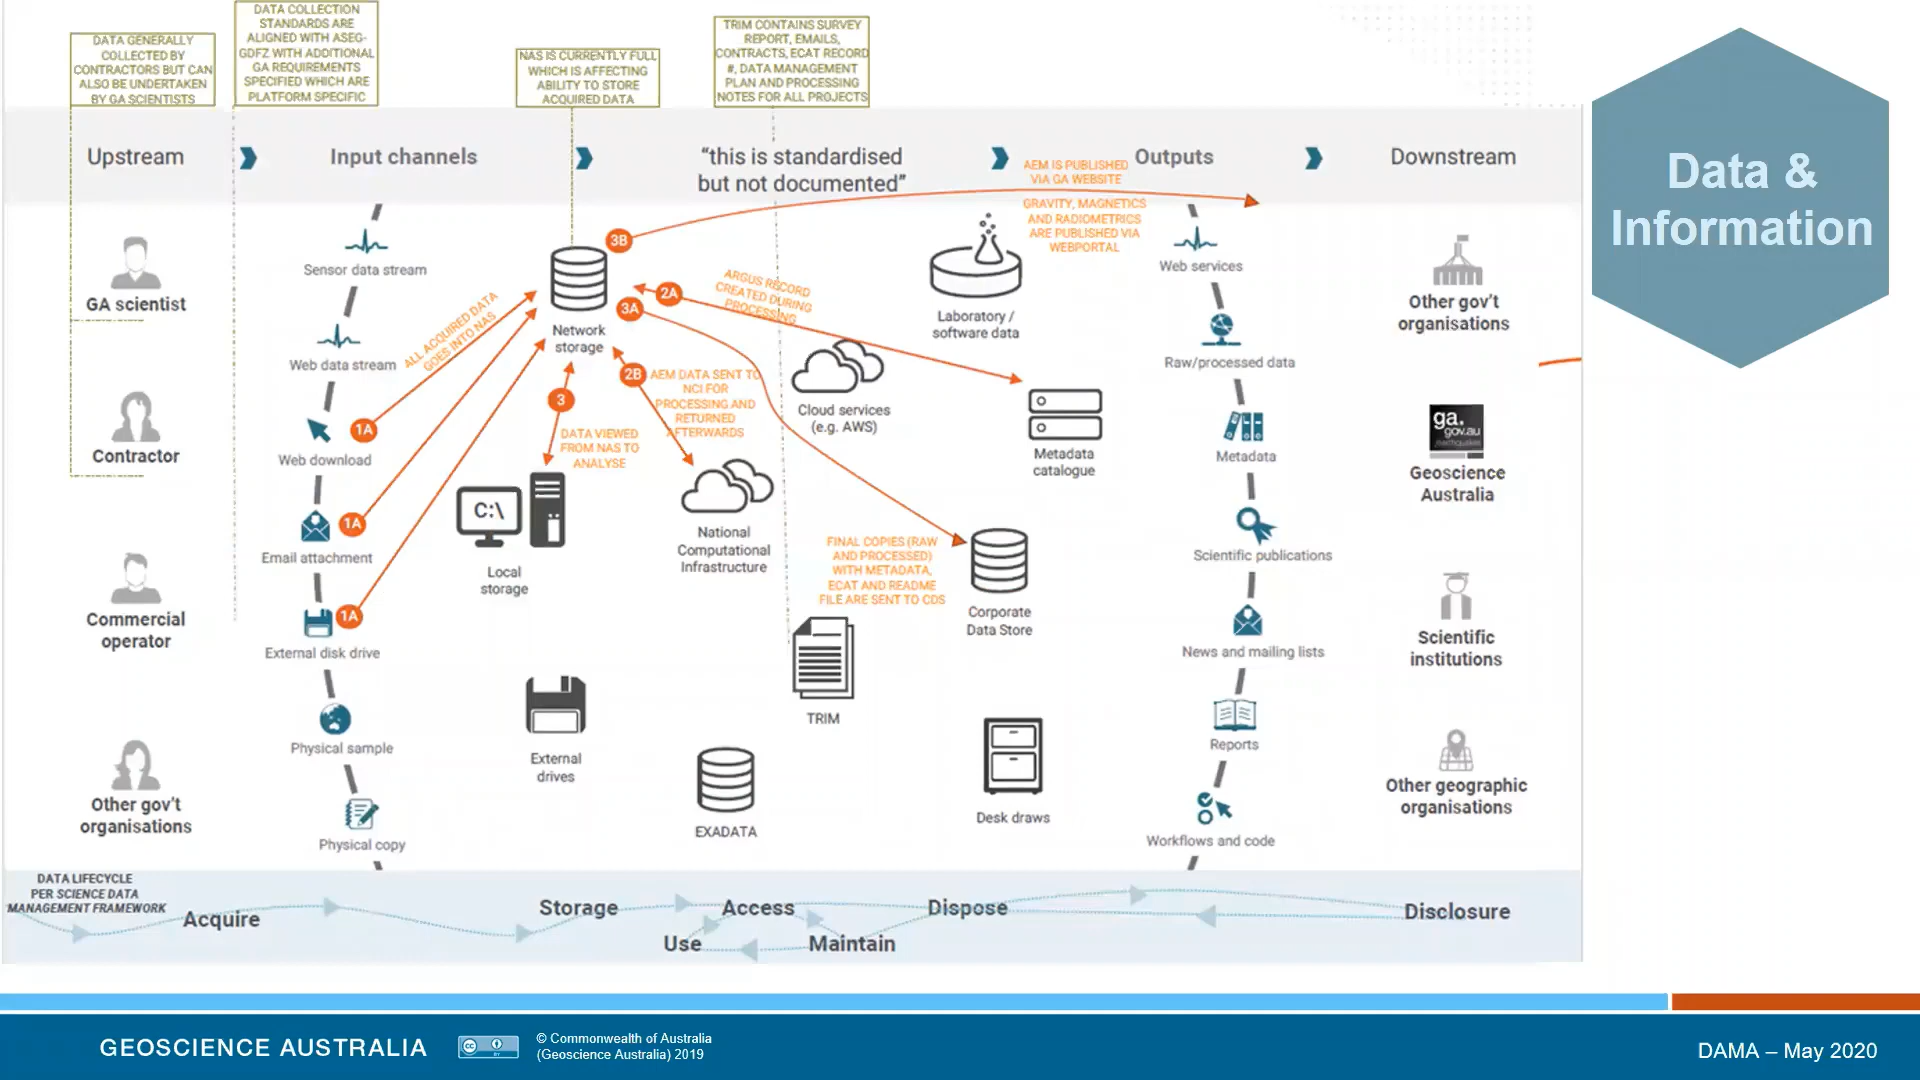 DATA GENERALLY
COLLECTED BY
CONTRACTORS BUT CAN
ALSO BE UNDERTAKEN
BY GA SCIENTISTS
DATA COLLECTION
STANDARDS ARE
ALIGNED WITH ASEG-
GDFZ WITH ADDITIONAL
GA REQUIREMENTS
SPECIFIED WHICH ARE
PLATFORM SPECIFIC
NAS IS CURRENTLY FULL
WHICH IS AFFECTING
ABILITY TO STORE
ACQUIRED DATA
TRIM CONTAINS SURVEY
REPORT, EMAILS,
CONTRACTS, ECAT RECORD
#, DATA MANAGEMENT
PLAN AND PROCESSING
NOTES FOR ALL PROJECTS
Data &
Information
Upstream
Input channels
“this is standardised
but not documented”
Outputs
Downstream
AEM IS PUBLISHED
VIA GA WEBSITE
GRAVITY, MAGNETICS
AND RADIOMETRICS
ARE PUBLISHED VIA
WEBPORTAL
GA scientist
Contractor
Commercial
operator
Other gov't
organisations
Sensor data stream
Web data stream
Web download
Email attachment
External disk drive
Physical sample
Physical copy
1A
1A
1A
ALL ACQUIRED DATA
GOES INTO NAS
3B
3A
2A
2B
3
Network
storage
ARGUS RECORD
CREATED DURING
PROCESSING
AEM DATA SENT TO
NCI FOR
PROCESSING AND
RETURNED
AFTERWARDS
DATA VIEWED
FROM NAS TO
ANALYSE
C:\
Local
storage
National
Computational
Infrastructure
Cloud services
(e.g. AWS)
Laboratory /
software data
Metadata
catalogue
FINAL COPIES (RAW
AND PROCESSED)
WITH METADATA,
ECAT AND README
FILE ARE SENT TO CDS
Corporate
Data Store
TRIM
External
drives
EXADATA
Desk draws
Web services
Raw/processed data
Metadata
Scientific publications
News and mailing lists
Reports
Workflows and code
Other gov't
organisations
ga.
gov.au
earthquakes
Geoscience
Australia
Scientific
institutions
Other geographic
organisations
DATA LIFECYCLE
PER SCIENCE DATA
MANAGEMENT FRAMEWORK
Acquire
Storage
Use
Access
Maintain
Dispose
Disclosure
GEOSCIENCE AUSTRALIA
cc
BY
© Commonwealth of Australia
(Geoscience Australia) 2019
DAMA – May 2020